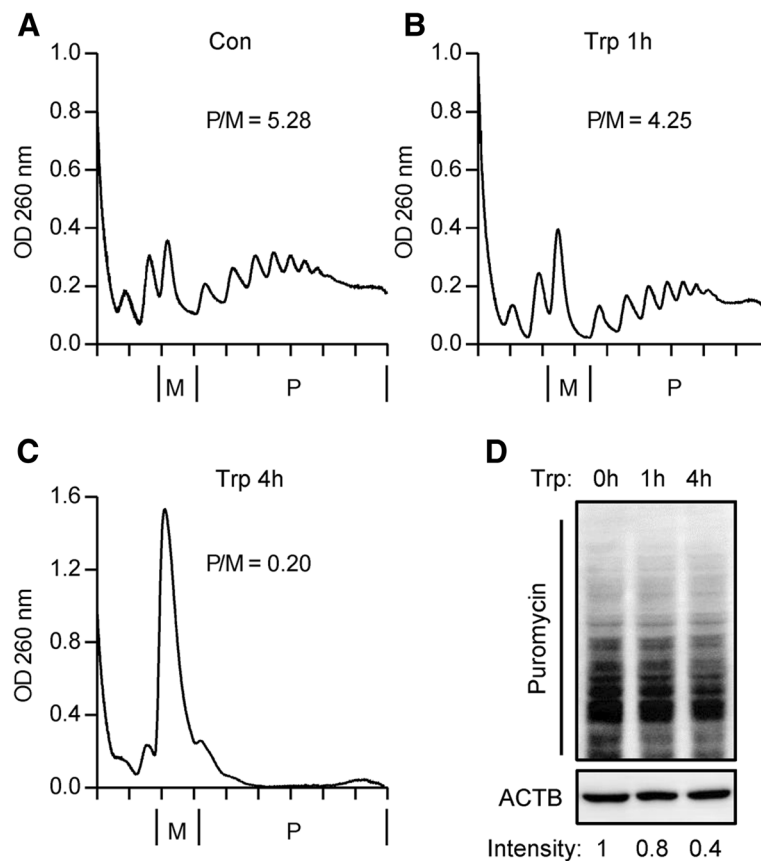 A
Con
P/M = 5.28
OD 260 nm
1.0
0.8
0.6
0.4
0.2
0.0
M
P
B
Trp 1h
P/M = 4.25
OD 260 nm
1.0
0.8
0.6
0.4
0.2
0.0
M
P
C
Trp 4h
P/M = 0.20
OD 260 nm
1.6
1.2
0.8
0.4
0.0
M
P
D
Trp: 0h 1h 4h
Puromycin
ACTB
Intensity: 1 0.8 0.4